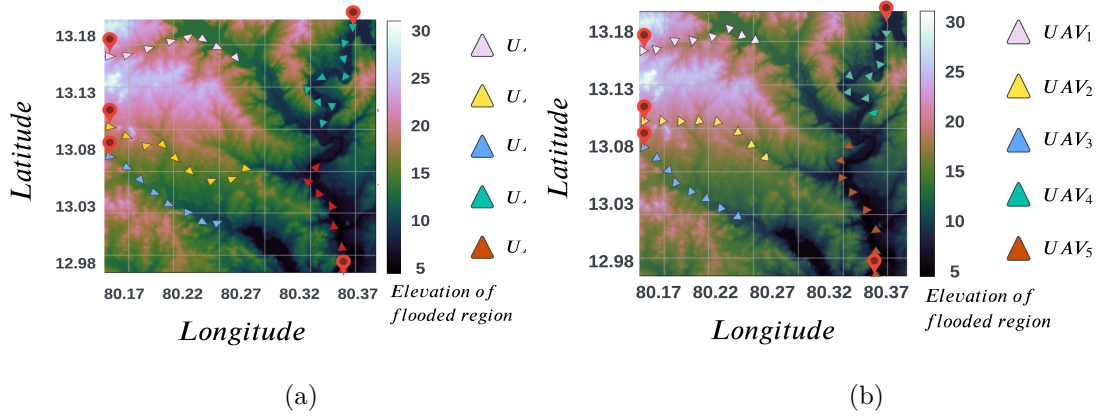 13.18
13.13
13.08
13.03
12.98
Latitude
80.17 80.22 80.27 80.32 80.37
Longitude
30
25
20
15
10
5
Elevation of
flooded region
(a)
13.18
13.13
13.08
13.03
12.98
Latitude
80.17 80.22 80.27 80.32 80.37
Longitude
30
25
20
15
10
5
Elevation of
flooded region
UAV₁
UAV₂
UAV₃
UAV₄
UAV₅
(b)